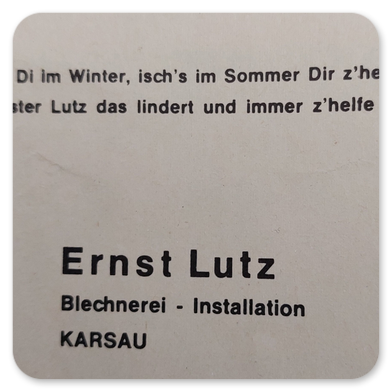 Di im Winter, isch's im Sommer Dir z'he
ster Lutz das lindert und immer z'helfe
Ernst Lutz
Blechnerei - Installation
KARSAU